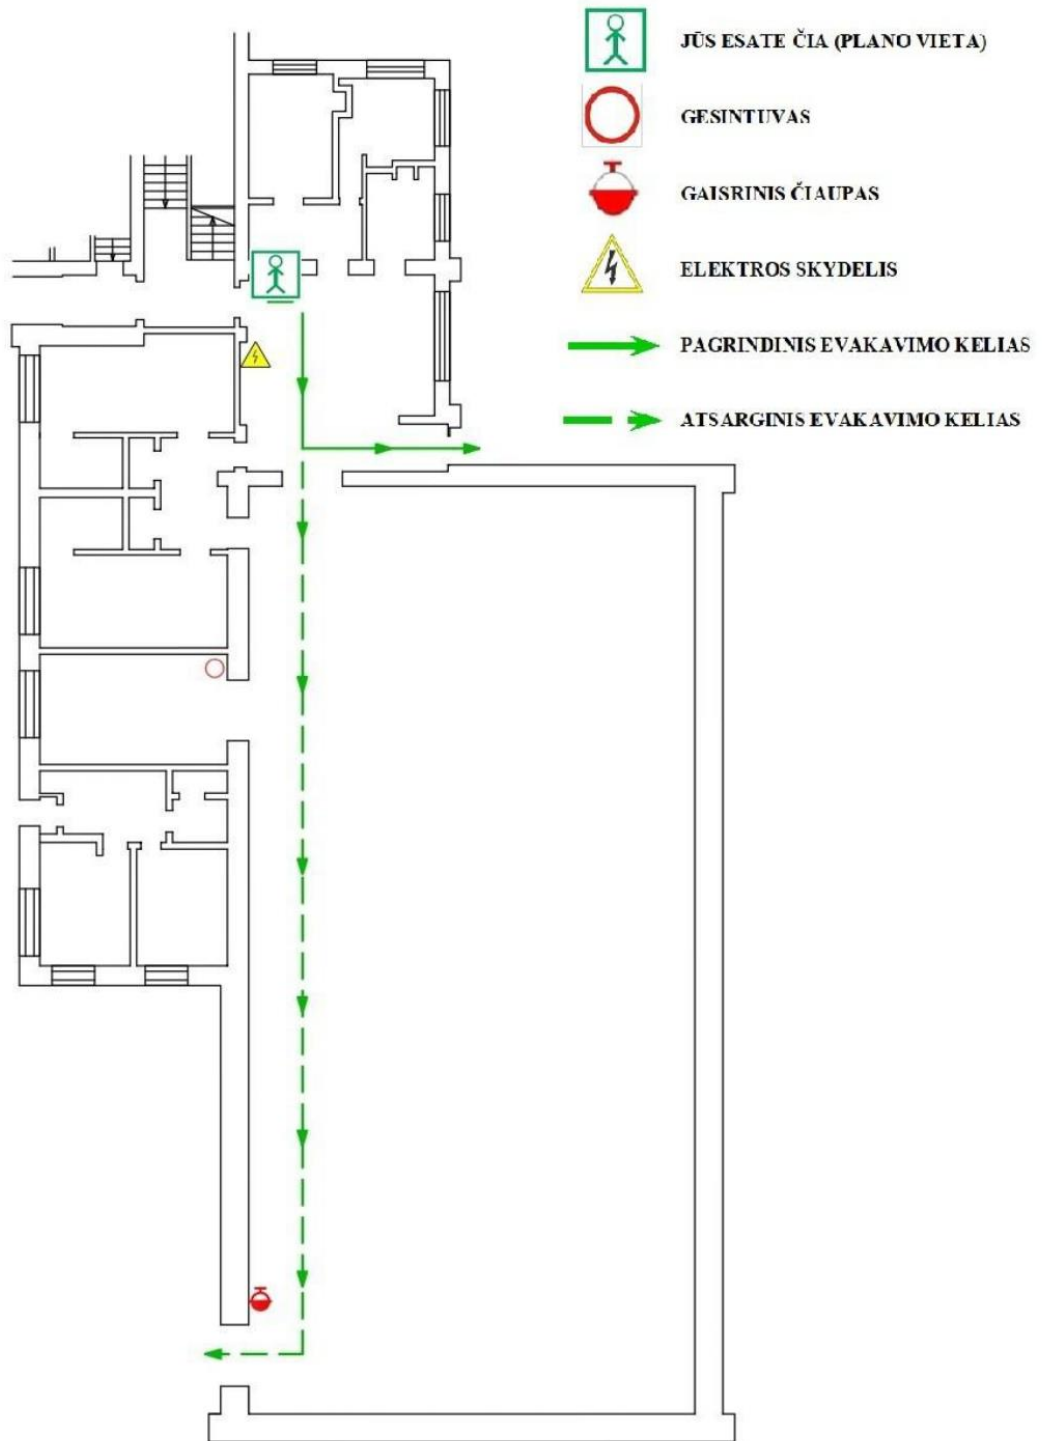 JŪS ESATE ČIA (PLANO VIETA)
GESINTUVAS
GAISRINIS ČIAUPAS
ELEKTROS SKYDELIS
PAGRINDINIS EVAKAVIMO KELIAS
ATSARGINIS EVAKAVIMO KELIAS